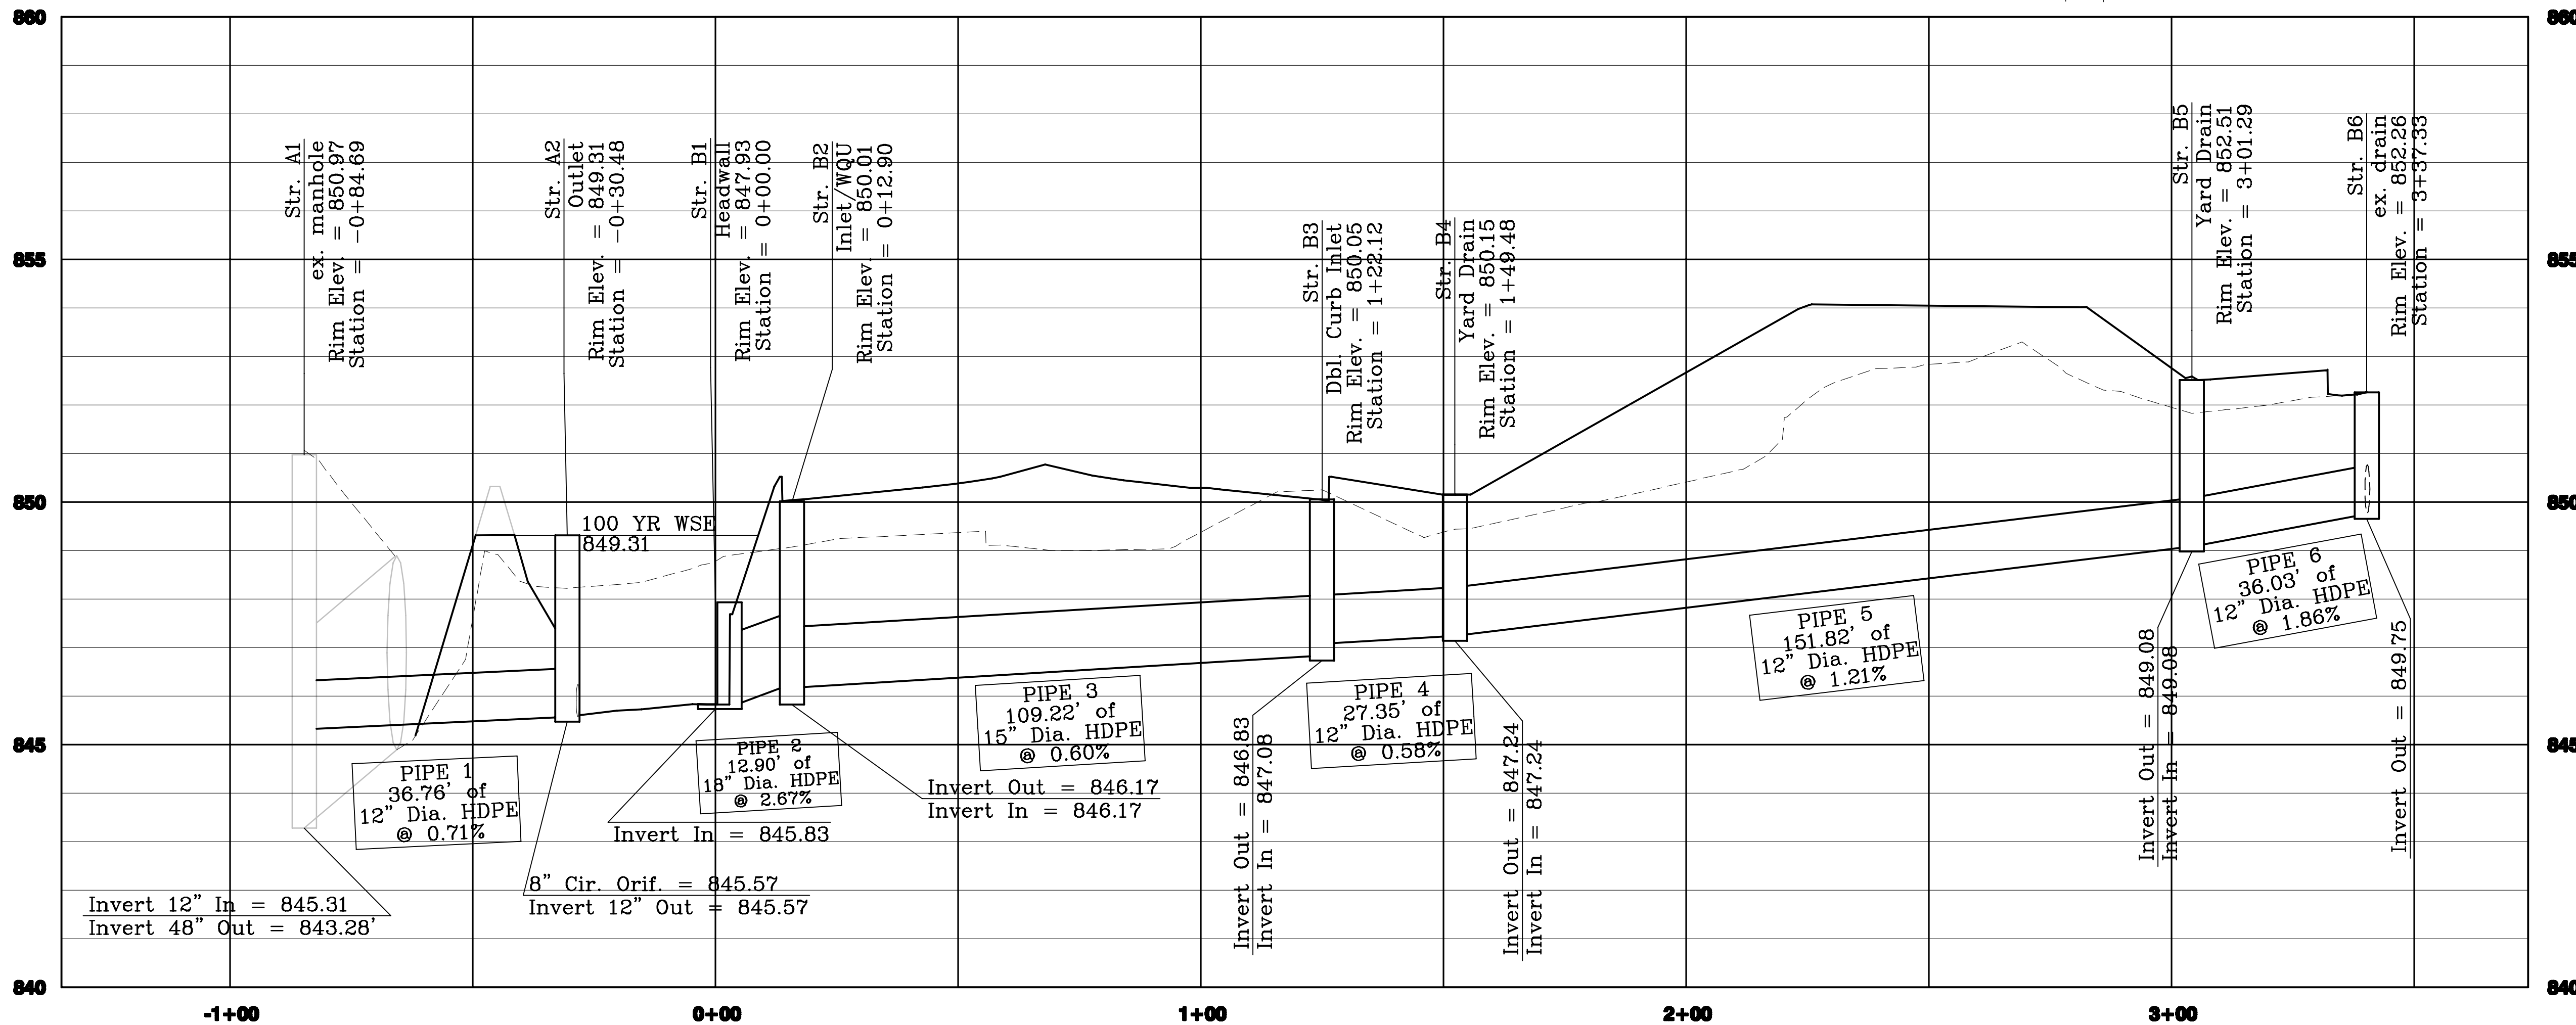 860
855
850
845
840
860
855
850
845
840
-1+00
0+00
1+00
2+00
3+00
Str. A1
ex. manhole
Rim Elev. = 850.97
Station = -0+84.69
Str. A2
Outlet
Rim Elev. = 849.31
Station = -0+30.48
Str. B1
Headwall
Rim Elev. = 847.93
Station = 0+00.00
Str. B2
Inlet/WQU
Rim Elev. = 850.01
Station = 0+12.90
Str. B3
Dbl. Curb Inlet
Rim Elev. = 850.05
Station = 1+22.12
Str. B4
Yard Drain
Rim Elev. = 850.15
Station = 1+49.48
Str. B5
Yard Drain
Rim Elev. = 852.51
Station = 3+01.29
Str. B6
ex. drain
Rim Elev. = 852.26
Station = 3+37.33
100 YR WSE
849.31
PIPE 1
36.76' of
12" Dia. HDPE
@ 0.71%
PIPE 2
12.90' of
18" Dia. HDPE
@ 2.67%
PIPE 3
109.22' of
15" Dia. HDPE
@ 0.60%
PIPE 4
27.35' of
12" Dia. HDPE
@ 0.58%
PIPE 5
151.82' of
12" Dia. HDPE
@ 1.21%
PIPE 6
36.03' of
12" Dia. HDPE
@ 1.86%
Invert 12" In = 845.31
Invert 48" Out = 843.28'
8" Cir. Orif. = 845.57
Invert 12" Out = 845.57
Invert In = 845.83
Invert Out = 846.17
Invert In = 846.17
Invert Out = 846.83
Invert In = 847.08
Invert Out = 847.24
Invert In = 847.24
Invert Out = 849.08
Invert In = 849.08
Invert Out = 849.75